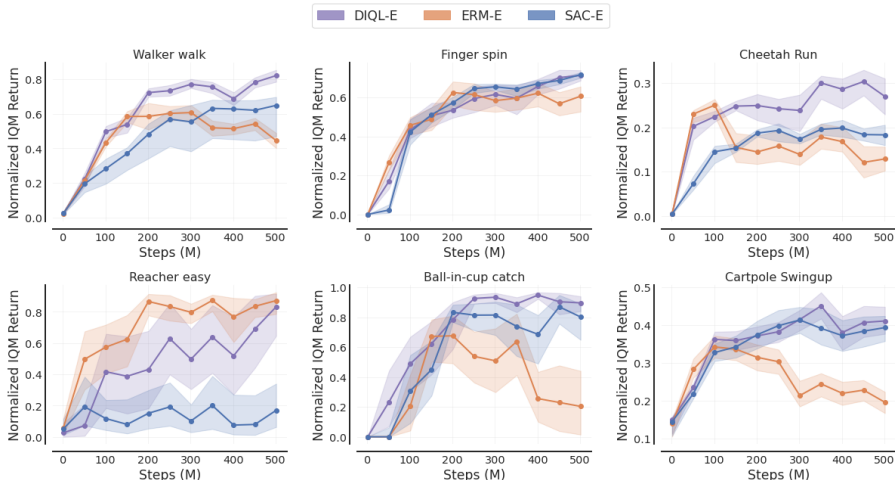 DIQL-E ERM-E SAC-E
Walker walk
Normalized IQM Return
0.8
0.6
0.4
0.2
0.0
0 100 200 300 400 500
Steps (M)
Finger spin
Normalized IQM Return
0.6
0.4
0.2
0.0
0 100 200 300 400 500
Steps (M)
Cheetah Run
Normalized IQM Return
0.3
0.2
0.1
0.0
0 100 200 300 400 500
Steps (M)
Reacher easy
Normalized IQM Return
0.8
0.6
0.4
0.2
0.0
0 100 200 300 400 500
Steps (M)
Ball-in-cup catch
Normalized IQM Return
1.0
0.8
0.6
0.4
0.2
0.0
0 100 200 300 400 500
Steps (M)
Cartpole Swingup
Normalized IQM Return
0.5
0.4
0.3
0.2
0.1
0 100 200 300 400 500
Steps (M)